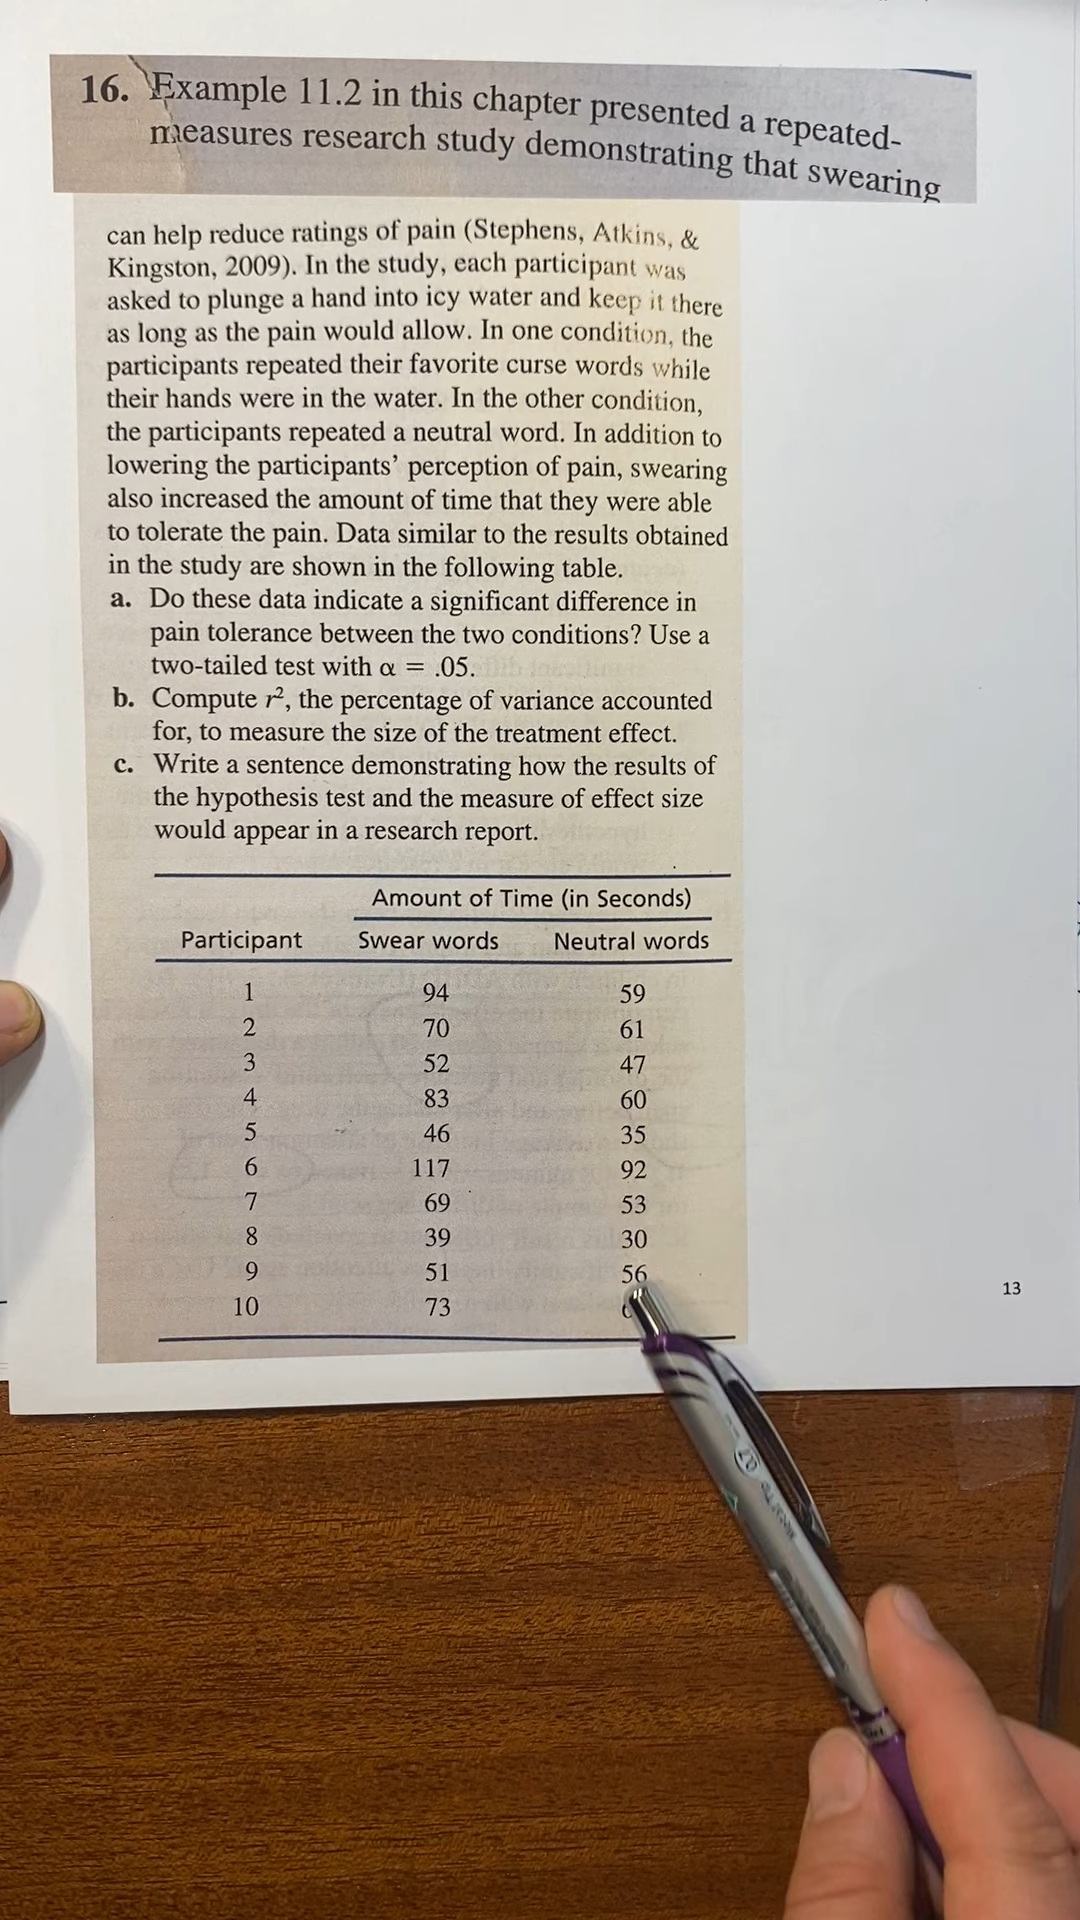 16. Example 11.2 in this chapter presented a repeated-
measures research study demonstrating that swearing
can help reduce ratings of pain (Stephens, Atkins, &
Kingston, 2009). In the study, each participant was
asked to plunge a hand into icy water and keep it there
as long as the pain would allow. In one condition, the
participants repeated their favorite curse words while
their hands were in the water. In the other condition,
the participants repeated a neutral word. In addition to
lowering the participants’ perception of pain, swearing
also increased the amount of time that they were able
to tolerate the pain. Data similar to the results obtained
in the study are shown in the following table.
a. Do these data indicate a significant difference in
pain tolerance between the two conditions? Use a
two-tailed test with α = .05.
b. Compute r², the percentage of variance accounted
for, to measure the size of the treatment effect.
c. Write a sentence demonstrating how the results of
the hypothesis test and the measure of effect size
would appear in a research report.
Amount of Time (in Seconds)
Participant Swear words Neutral words
1 94 59
2 70 61
3 52 47
4 83 60
5 46 35
6 117 92
7 69 53
8 39 30
9 51 56
10 73
13